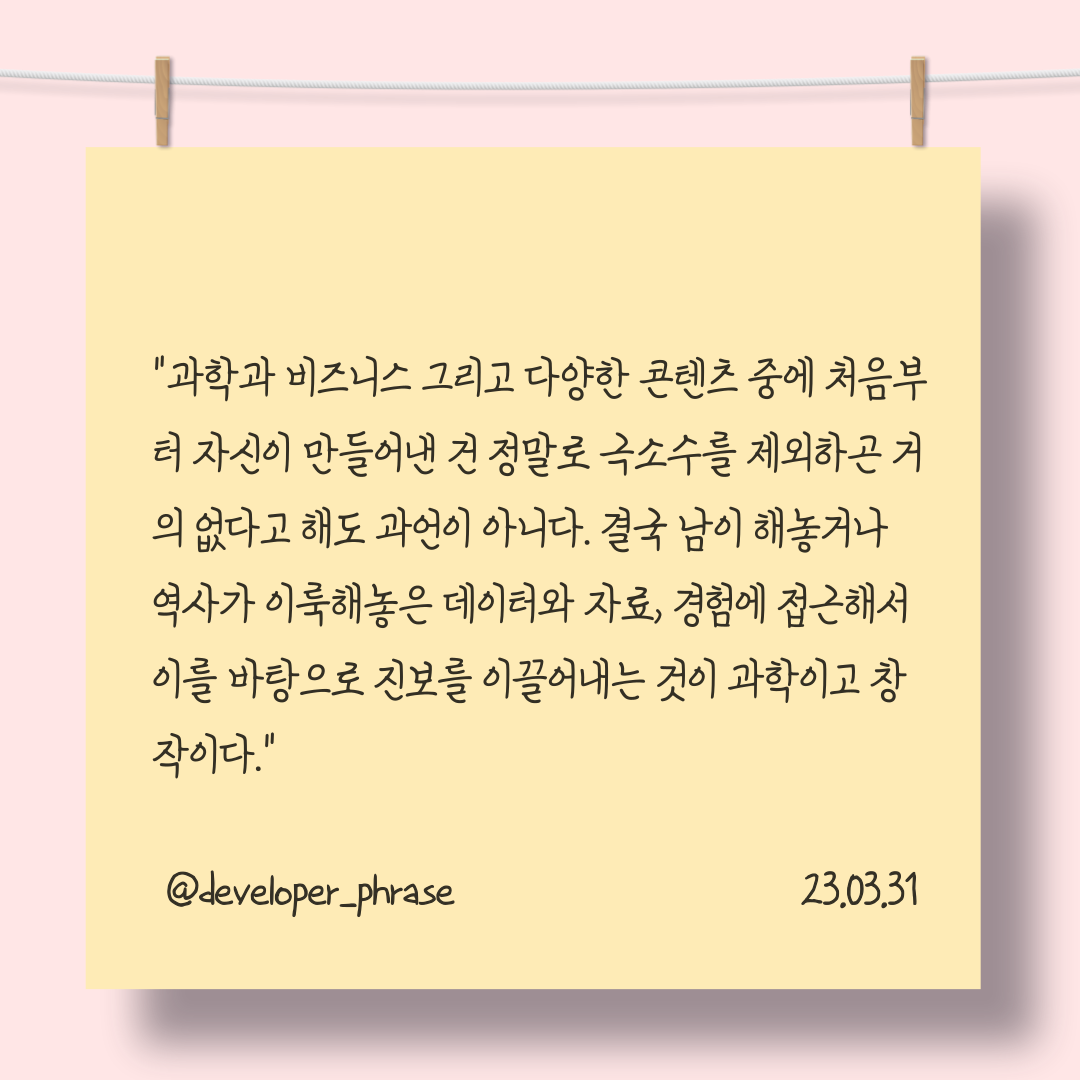 "과학과 비즈니스 그리고 다양한 콘텐츠 중에 처음부
터 자신이 만들어낸 건 정말로 극소수를 제외하곤 거
의 없다고 해도 과언이 아니다. 결국 남이 해놓거나
역사가 이룩해놓은 데이터와 자료, 경험에 접근해서
이를 바탕으로 진보를 이끌어내는 것이 과학이고 창
작이다."
@developer_phrase 23.03.31